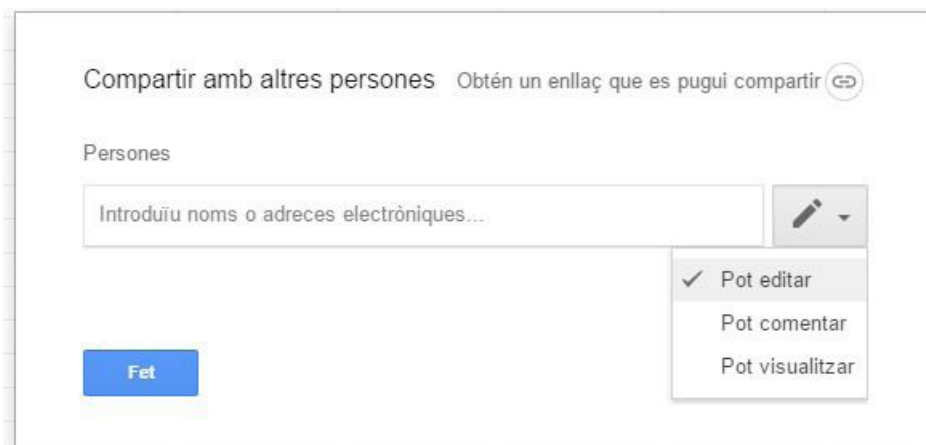 Compartir amb altres persones Obtén un enllaç que es pugui compartir
Persones
Introduïu noms o adreces electròniques...
Pot editar
Pot comentar
Pot visualitzar
Fet